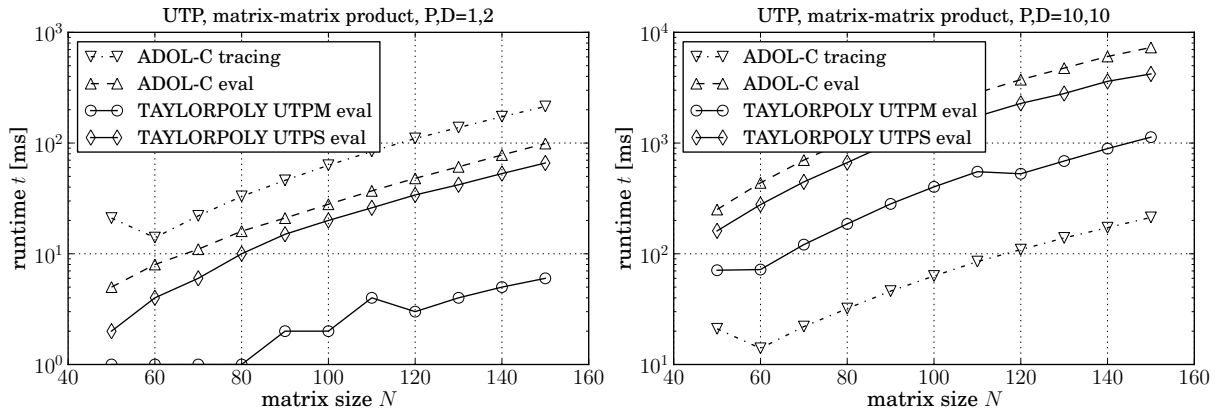 UTP, matrix-matrix product, P,D=1,2
10^3
10^2
10^1
10^0
runtime t [ms]
ADOL-C tracing
ADOL-C eval
TAYLORPOLY UTPM eval
TAYLORPOLY UTPS eval
40 60 80 100 120 140 160
matrix size N
UTP, matrix-matrix product, P,D=10,10
10^4
10^3
10^2
10^1
runtime t [ms]
ADOL-C tracing
ADOL-C eval
TAYLORPOLY UTPM eval
TAYLORPOLY UTPS eval
40 60 80 100 120 140 160
matrix size N